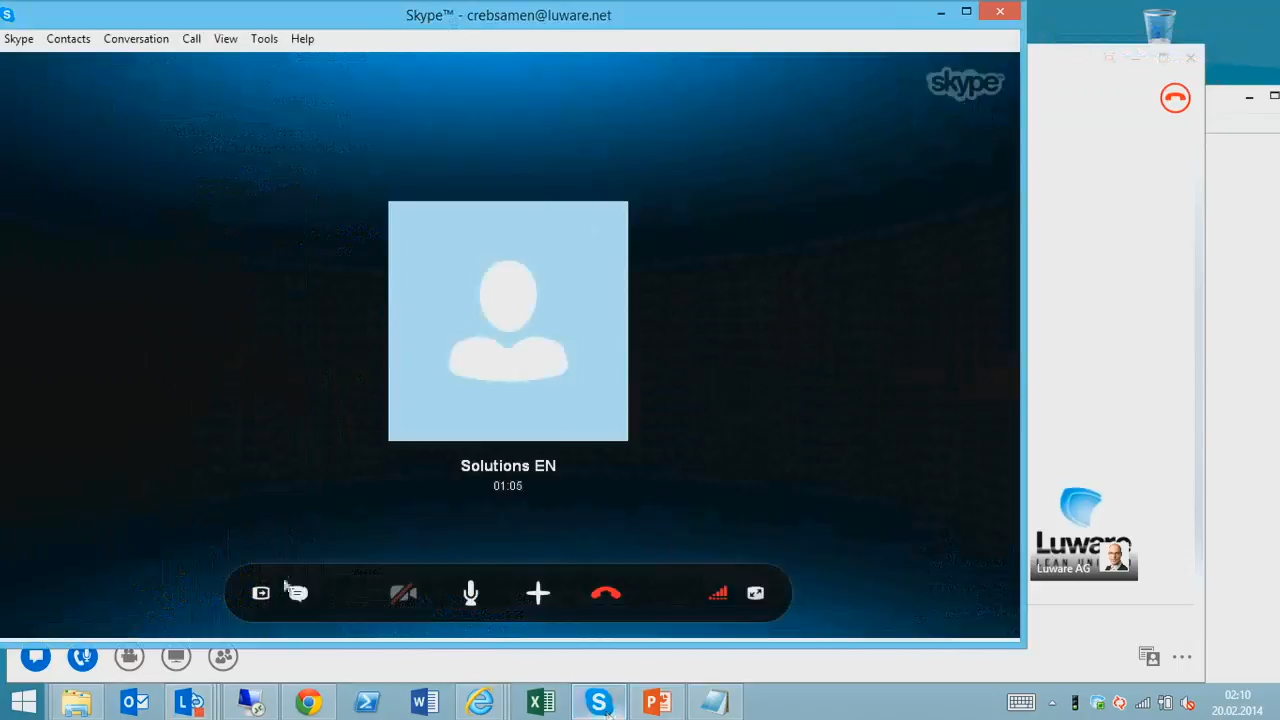 Skype™ - crebsamen@luware.net
Skype Contacts Conversation Call View Tools Help
skype
Solutions EN
01:05
Luware
Luware AG
02:10
20.02.2014